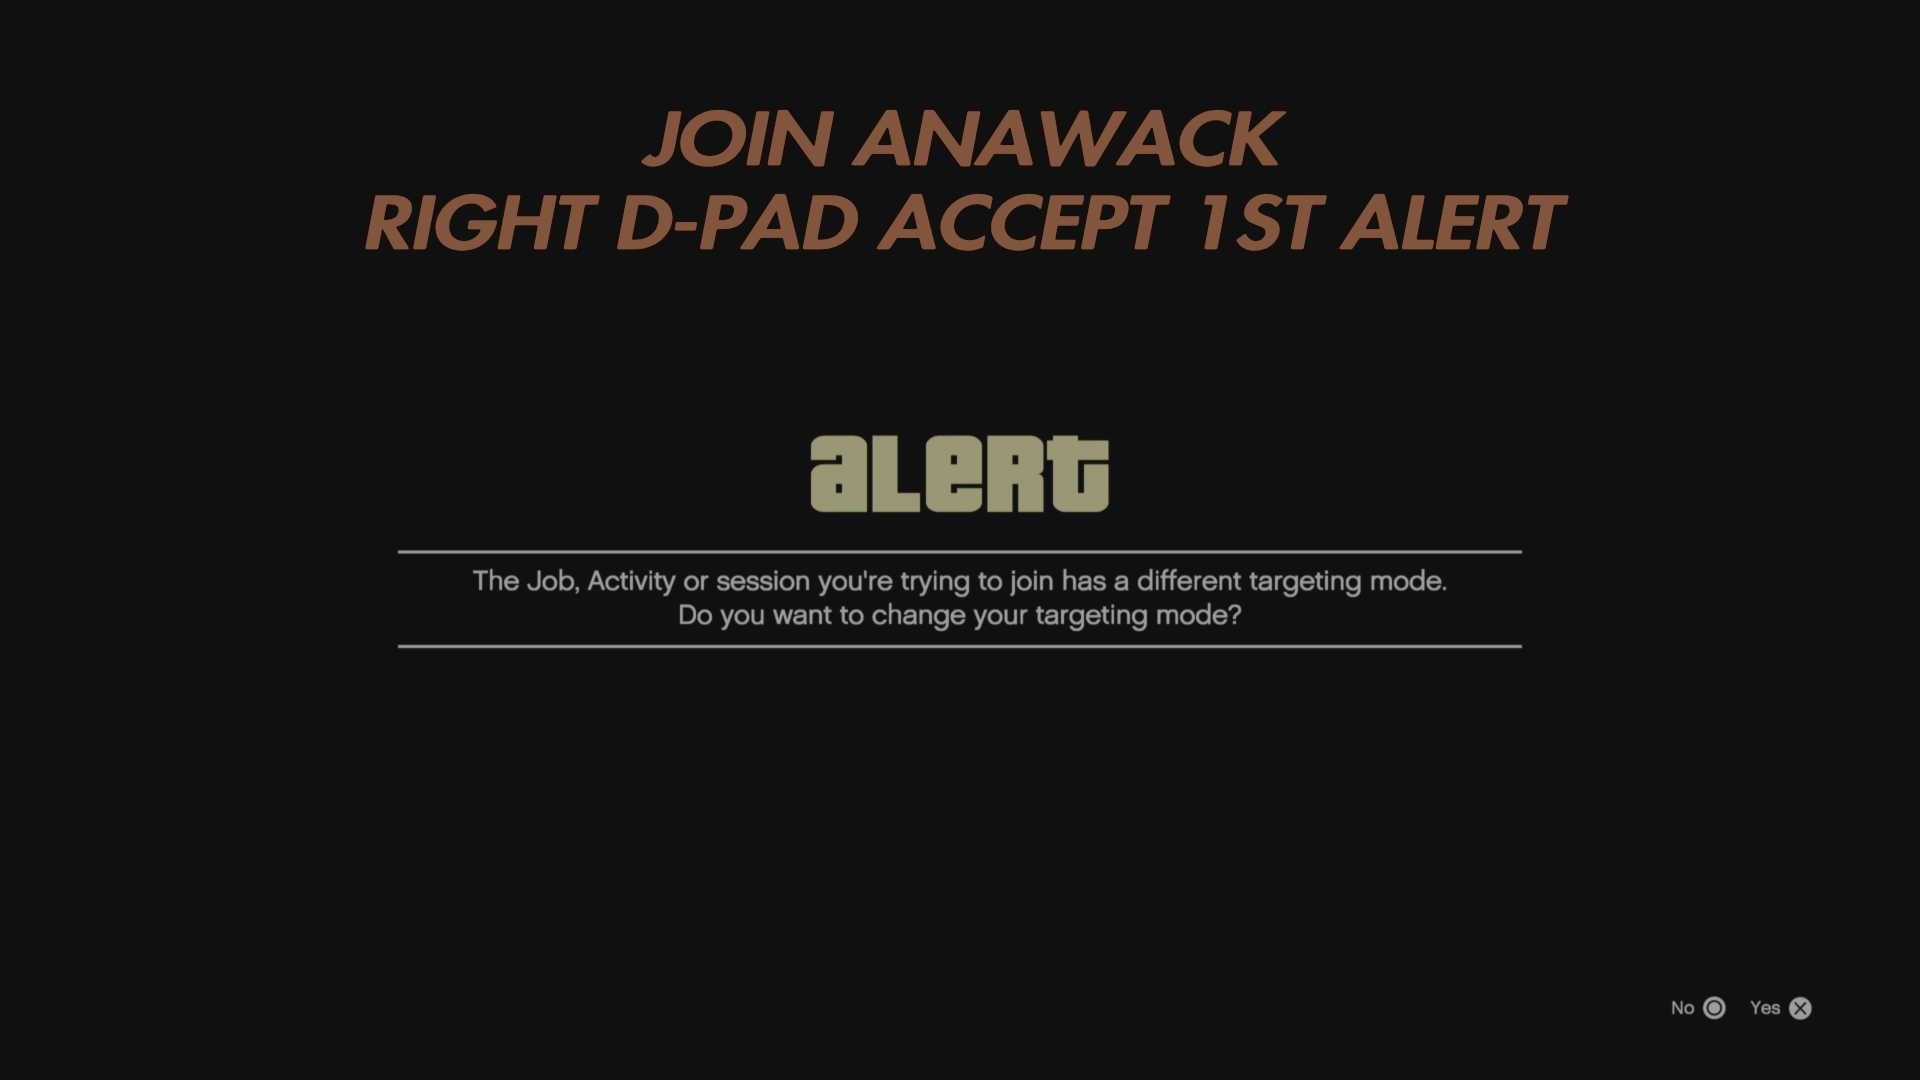 JOIN ANAWACK
RIGHT D-PAD ACCEPT 1ST ALERT
aLeRt
The Job, Activity or session you're trying to join has a different targeting mode.
Do you want to change your targeting mode?
No Yes